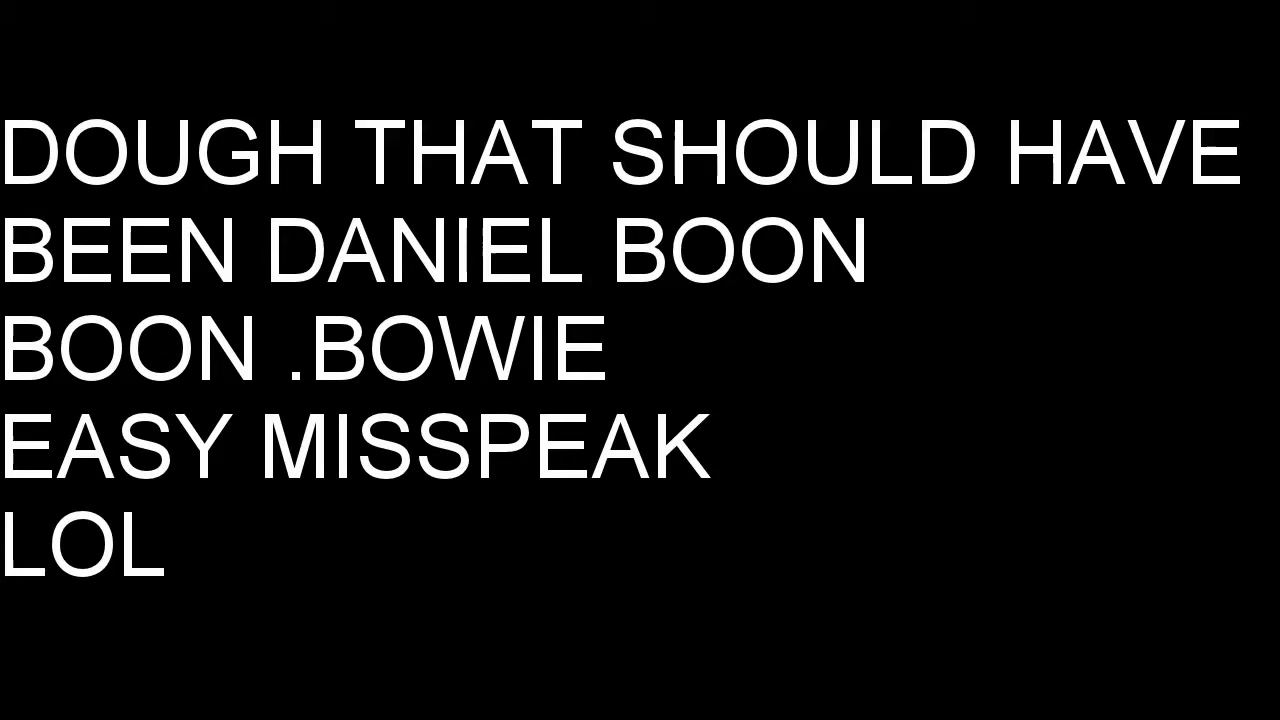 DOUGH THAT SHOULD HAVE
BEEN DANIEL BOON
BOON .BOWIE
EASY MISSPEAK
LOL